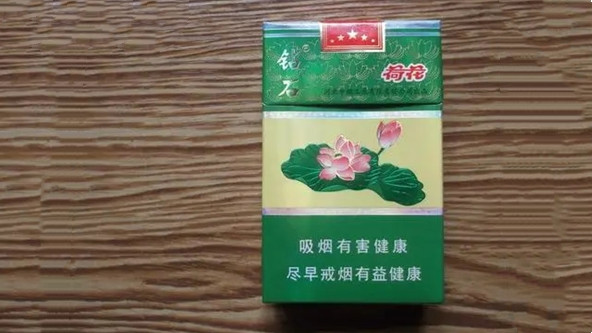 钻石
荷花
吸烟有害健康
尽早戒烟有益健康